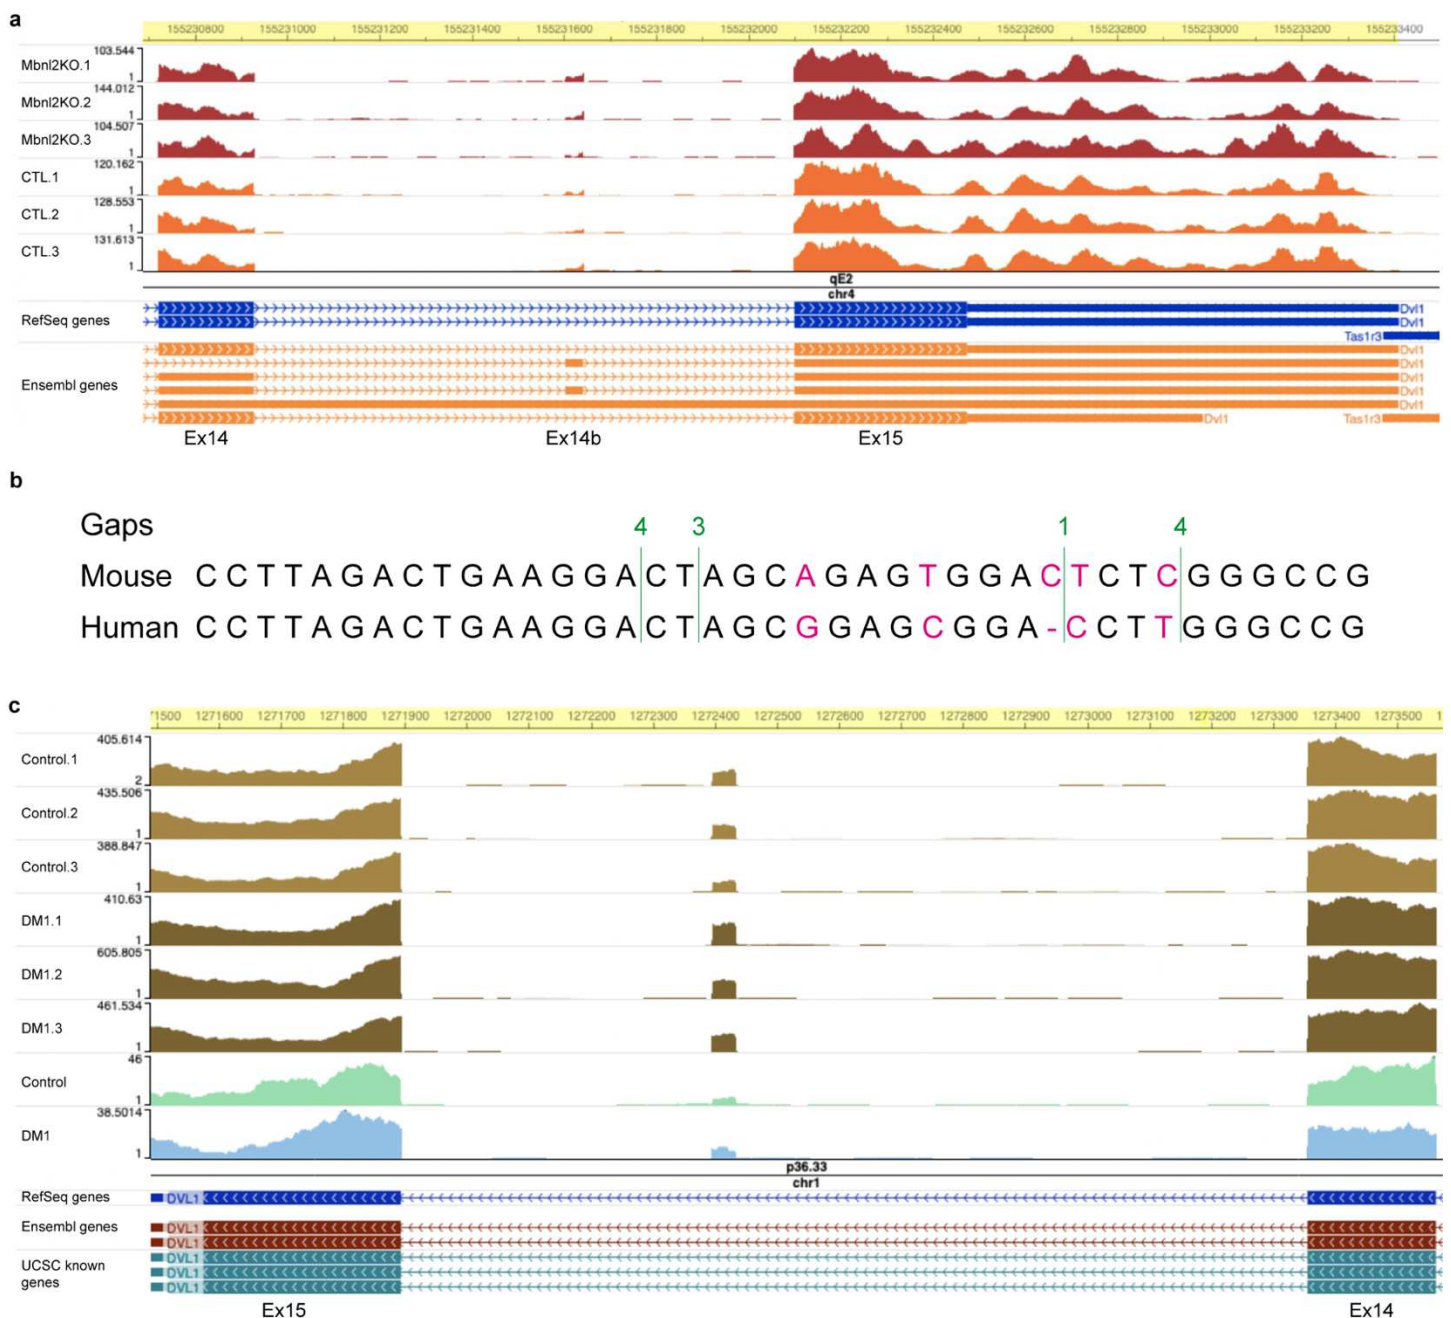 a
155230800 155231000 155231200 155231400 155231600 155231800 155232000 155232200 155232400 155232600 155232800 155233000 155233200 155233400
103.544
Mbnl2KO.1
1
144.012
Mbnl2KO.2
1
104.507
Mbnl2KO.3
1
120.162
CTL.1
1
128.553
CTL.2
1
131.613
CTL.3
1
qE2
chr4
RefSeq genes
Dvl1
Dvl1
Tas1r3
Ensembl genes
Dvl1
Dvl1
Dvl1
Dvl1
Dvl1
Dvl1 Tas1r3
Ex14 Ex14b Ex15
b
Gaps 4 3 1 4
Mouse CCTTAGACTGAAGGACTAGCAGAGTGGACTCTCGGGCCG
Human CCTTAGACTGAAGGACTAGCGGAGCGGA-CCTTGGGCCG
c
71500 1271600 1271700 1271800 1271900 1272000 1272100 1272200 1272300 1272400 1272500 1272600 1272700 1272800 1272900 1273000 1273100 1273200 1273300 1273400 1273500 1
405.614
Control.1
2
435.506
Control.2
1
388.847
Control.3
1
410.63
DM1.1
1
605.805
DM1.2
1
461.534
DM1.3
1
46
Control
1
38.5014
DM1
1
p36.33
chr1
RefSeq genes DVL1
Ensembl genes DVL1
DVL1
UCSC known genes
DVL1
DVL1
DVL1
Ex15 Ex14